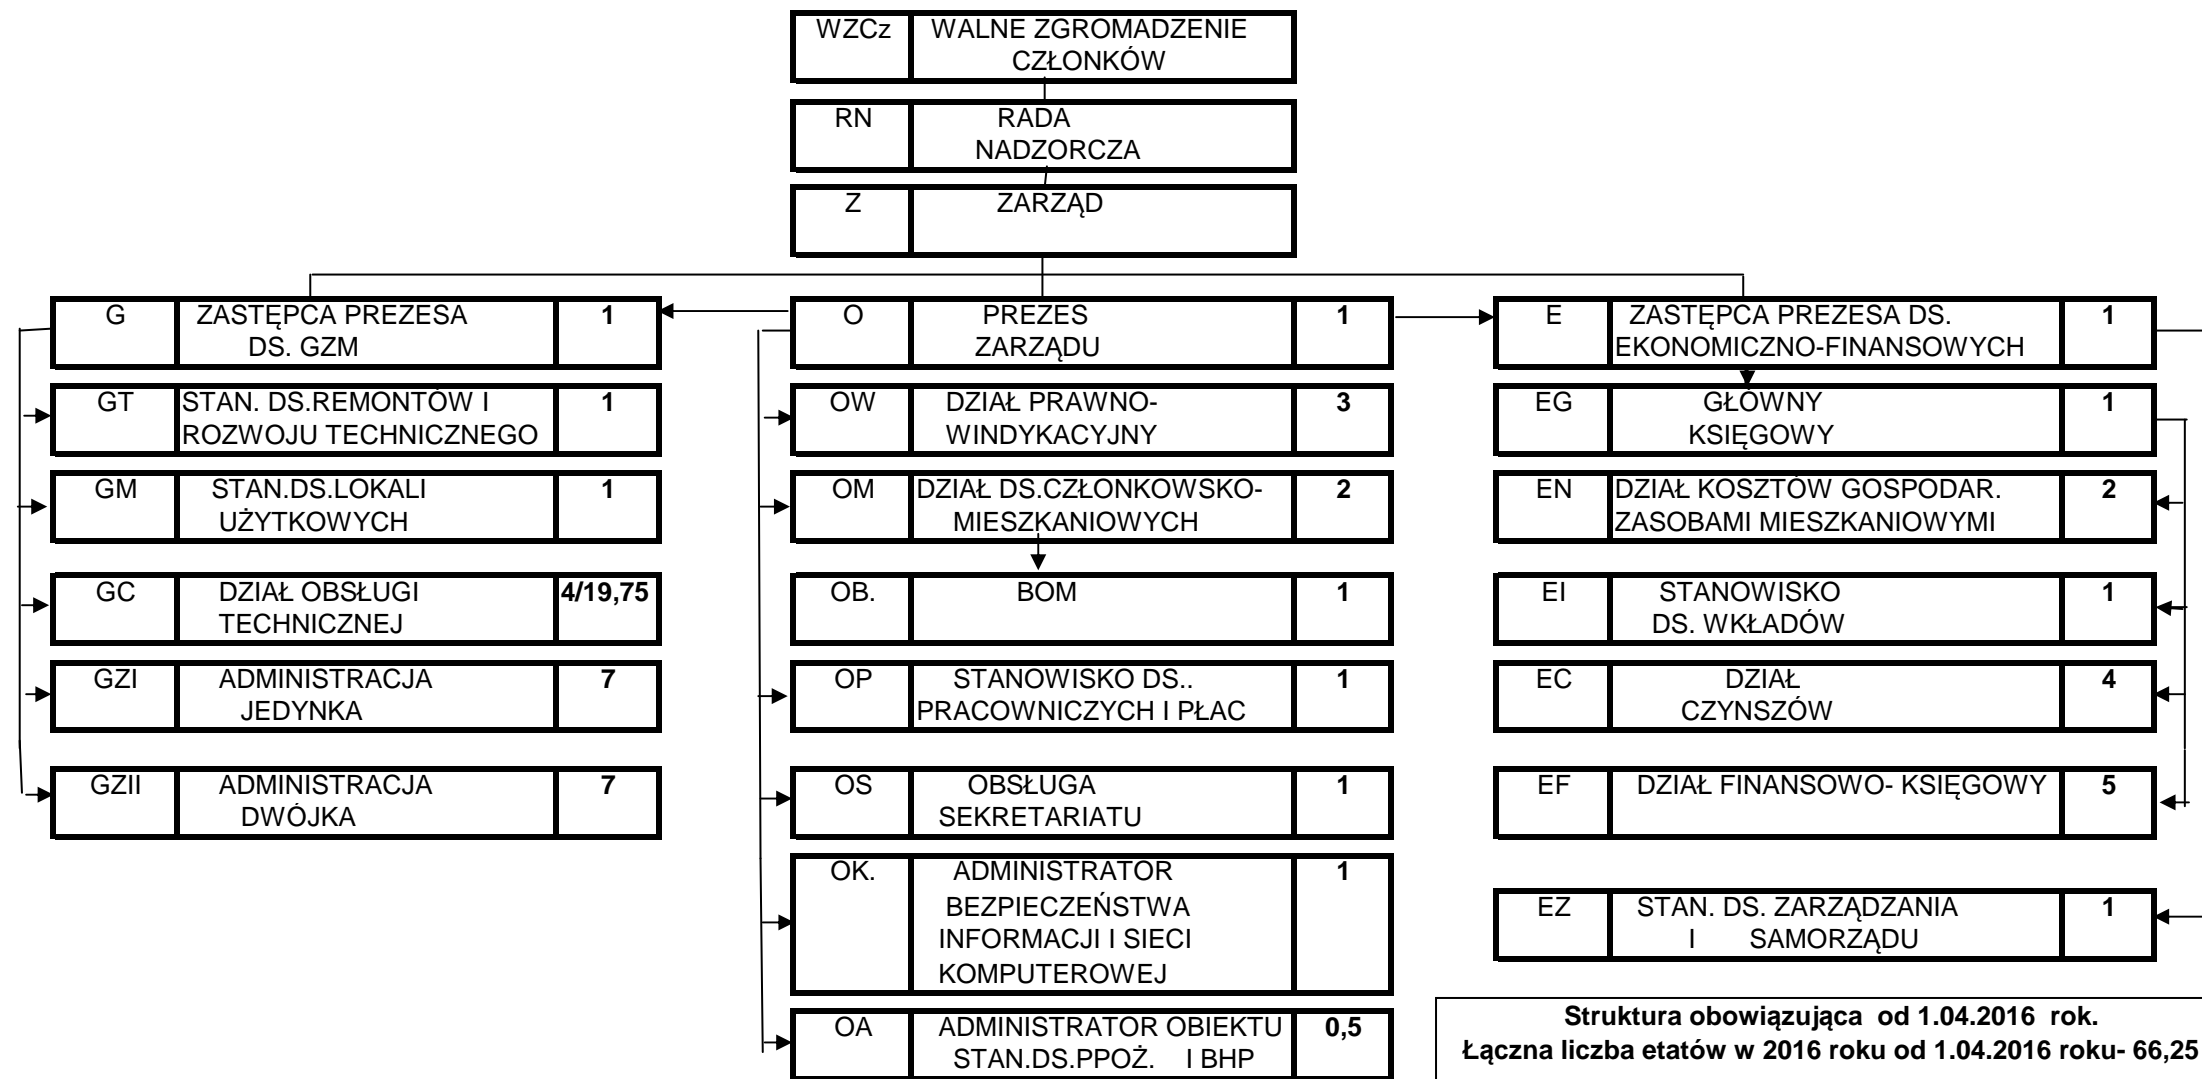 WZCz WALNE ZGROMADZENIE
CZŁONKÓW
RN RADA
NADZORCZA
Z ZARZĄD
G ZASTĘPCA PREZESA 1
DS. GZM
GT STAN. DS.REMONTÓW I 1
ROZWOJU TECHNICZNEGO
GM STAN.DS.LOKALI 1
UŻYTKOWYCH
GC DZIAŁ OBSŁUGI 4/19,75
TECHNICZNEJ
GZI ADMINISTRACJA 7
JEDYNKA
GZII ADMINISTRACJA 7
DWÓJKA
O PREZES 1
ZARZĄDU
OW DZIAŁ PRAWNO- 3
WINDYKACYJNY
OM DZIAŁ DS.CZŁONKOWSKO- 2
MIESZKANIOWYCH
OB. BOM 1
OP STANOWISKO DS.. 1
PRACOWNICZYCH I PŁAC
OS OBSŁUGA 1
SEKRETARIATU
OK. ADMINISTRATOR 1
BEZPIECZEŃSTWA
INFORMACJI I SIECI
KOMPUTEROWEJ
OA ADMINISTRATOR OBIEKTU 0,5
STAN.DS.PPOŻ. I BHP
E ZASTĘPCA PREZESA DS. 1
EKONOMICZNO-FINANSOWYCH
EG GŁÓWNY 1
KSIĘGOWY
EN DZIAŁ KOSZTÓW GOSPODAR. 2
ZASOBAMI MIESZKANIOWYMI
EI STANOWISKO 1
DS. WKŁADÓW
EC DZIAŁ 4
CZYNSZÓW
EF DZIAŁ FINANSOWO- KSIĘGOWY 5
EZ STAN. DS. ZARZĄDZANIA 1
I SAMORZĄDU
Struktura obowiązująca od 1.04.2016 rok.
Łączna liczba etatów w 2016 roku od 1.04.2016 roku- 66,25